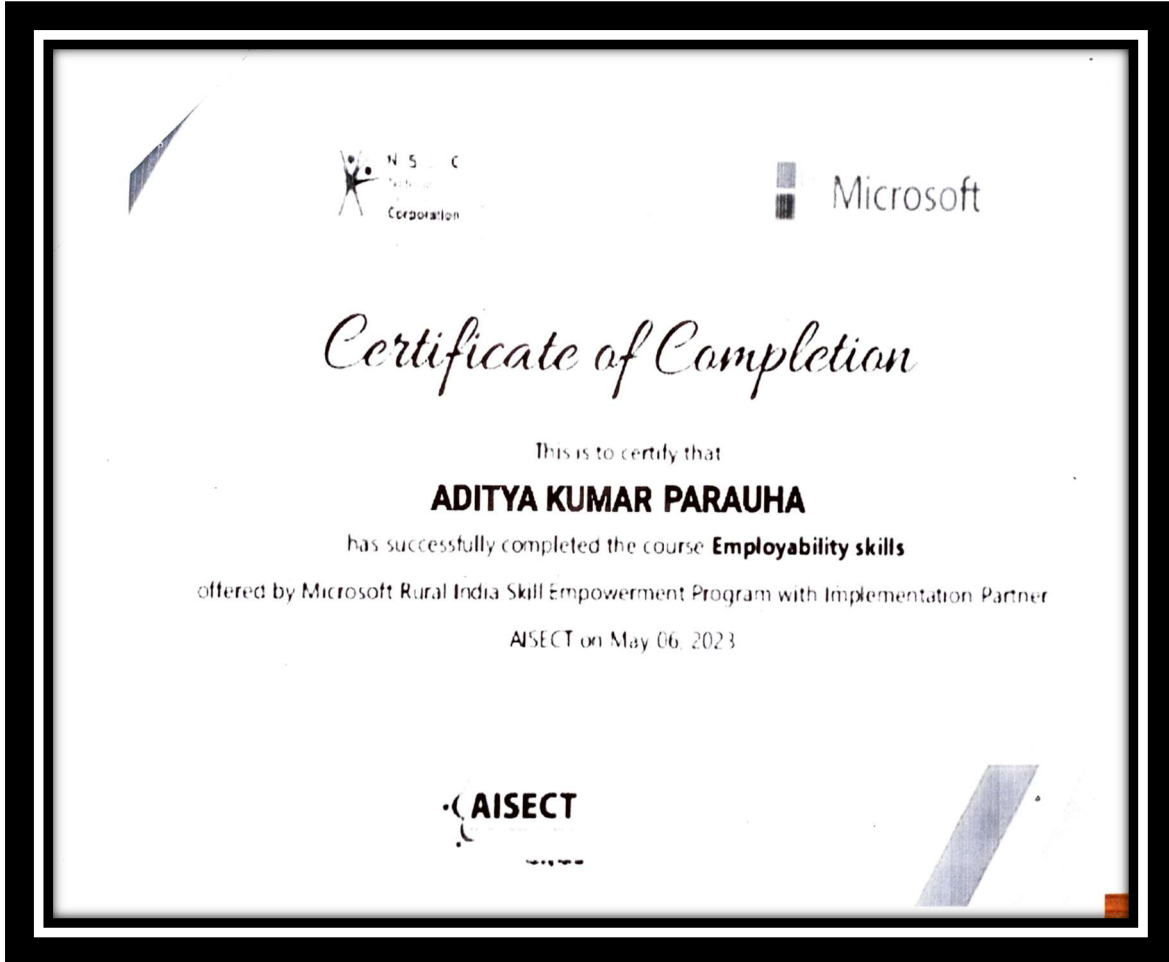 N S C
Corporation
Microsoft
Certificate of Completion
This is to certify that
ADITYA KUMAR PARAUHA
has successfully completed the course Employability skills
offered by Microsoft Rural India Skill Empowerment Program with Implementation Partner
AISECT on May 06, 2023
AISECT